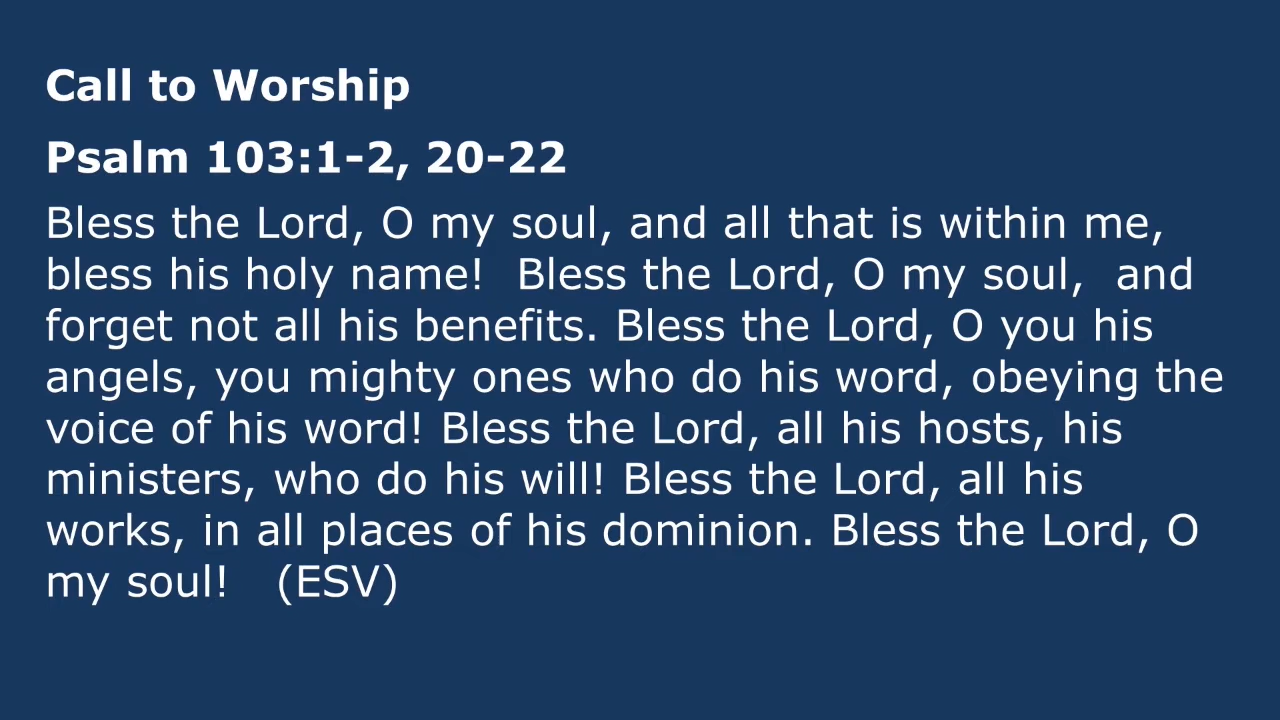 Call to Worship
Psalm 103:1-2, 20-22
Bless the Lord, O my soul, and all that is within me,
bless his holy name!  Bless the Lord, O my soul,  and
forget not all his benefits. Bless the Lord, O you his
angels, you mighty ones who do his word, obeying the
voice of his word! Bless the Lord, all his hosts, his
ministers, who do his will! Bless the Lord, all his
works, in all places of his dominion. Bless the Lord, O
my soul!   (ESV)